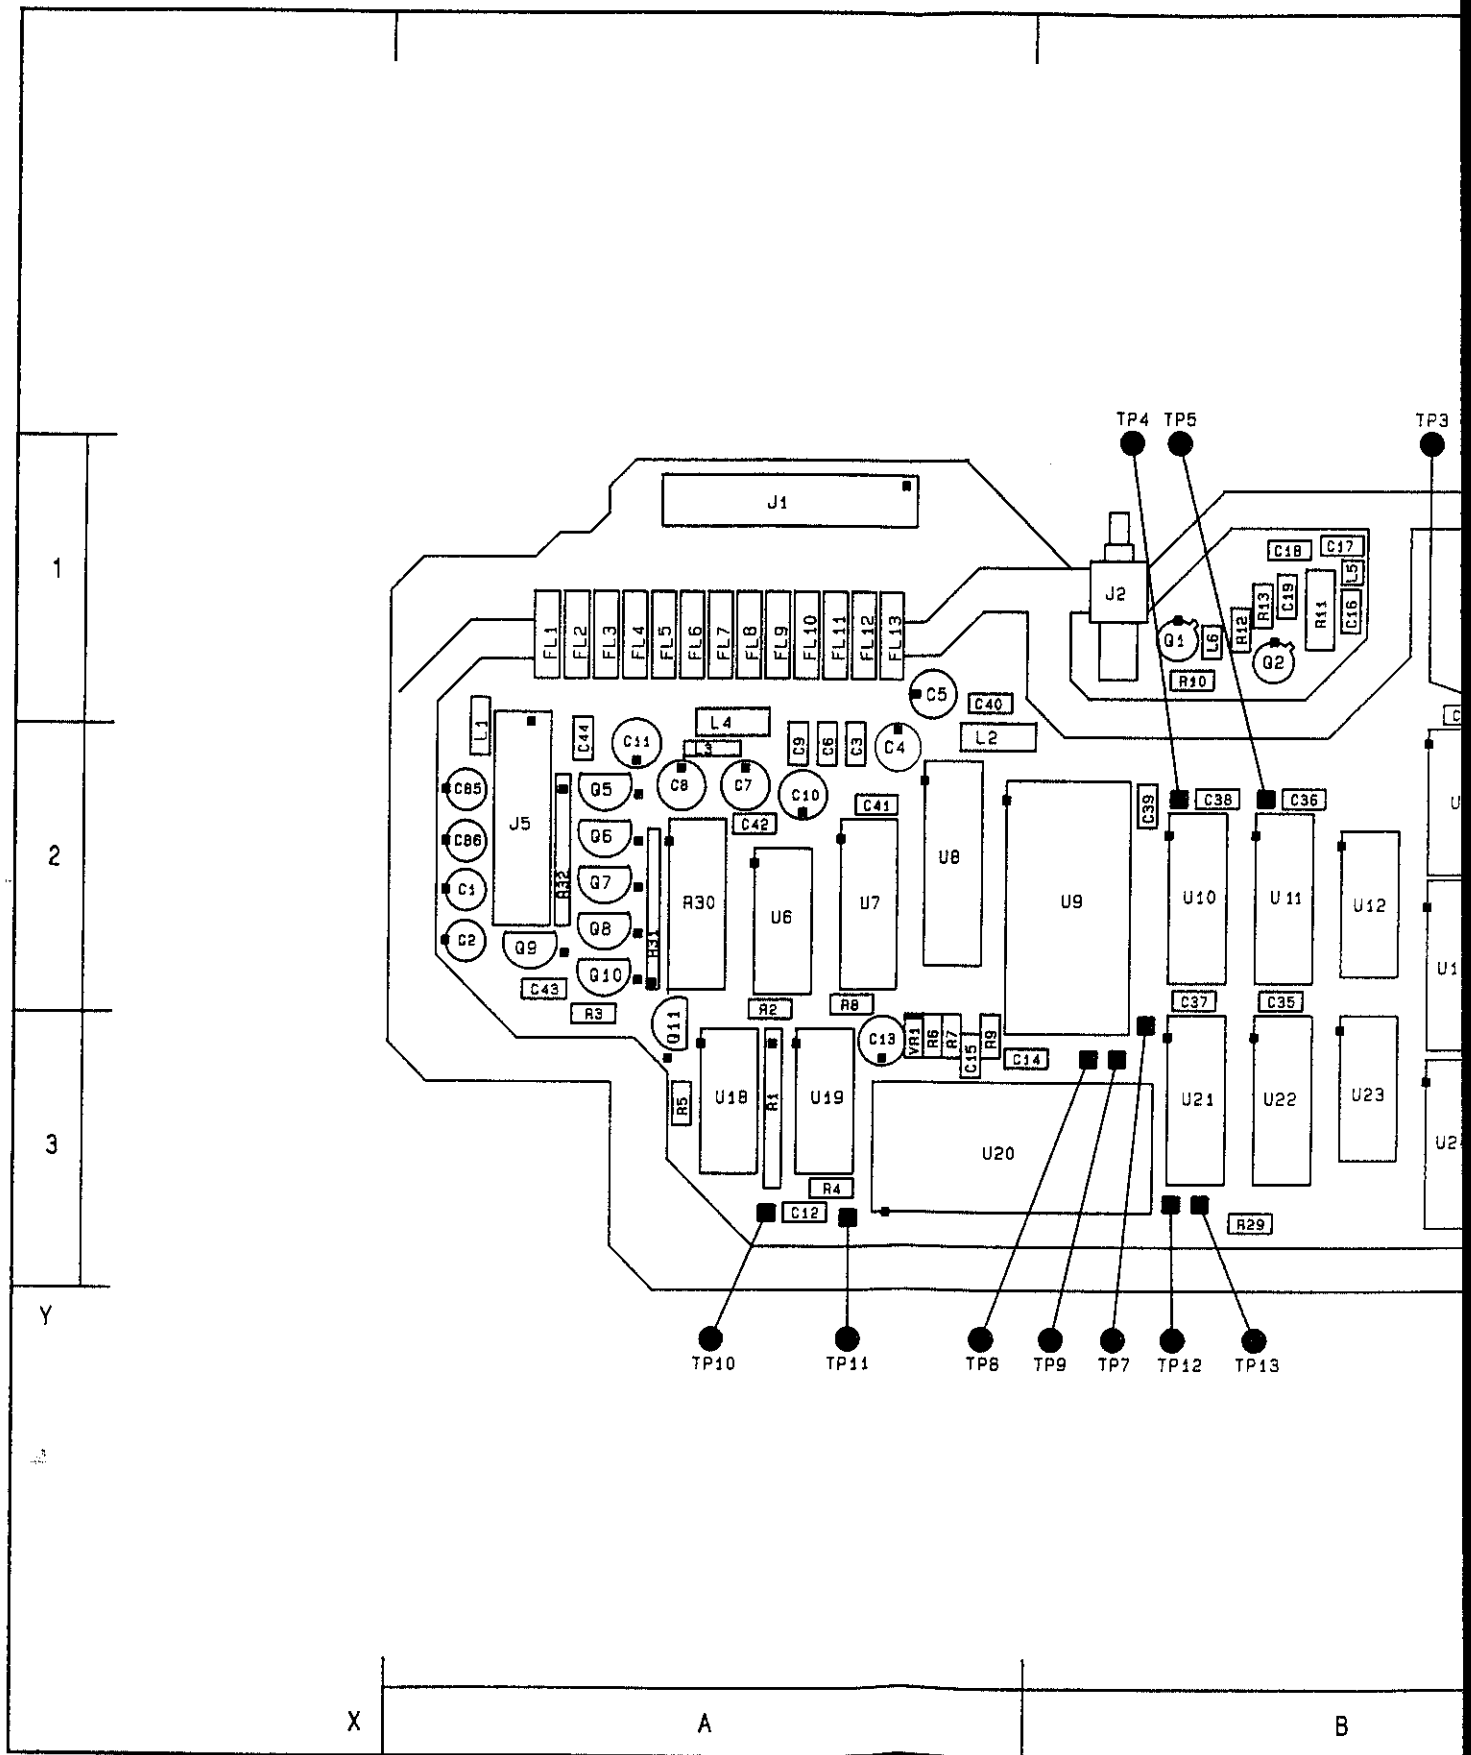 TP4 TP5 TP3
J1
1
C18 C17
L5
J2
R13 C19 R11 C16
FL1 FL2 FL3 FL4 FL5 FL6 FL7 FL8 FL9 FL10 FL11 FL12 FL13
Q1 L6 R12 Q2
R10
C5 C40
L1 C44 C11 L4 L3 C9 C6 C3 C4 L2
C85 Q5 C8 C7 C10 C41 C39 C38 C36
J5 C42
C86 Q6
2
U8
C1 R32 Q7 R30 U6 U7 U9 U10 U11 U12
C2 Q9 Q8 R31
Q10
C43 C37 C35
R3 R2 R8
Q11 C13 VR1 R6 R7 C15 R9 C14
R5 U18 R1 U19 U21 U22 U23
3
U20
R4
C12 R29
Y
TP10 TP11 TP8 TP9 TP7 TP12 TP13
X A B